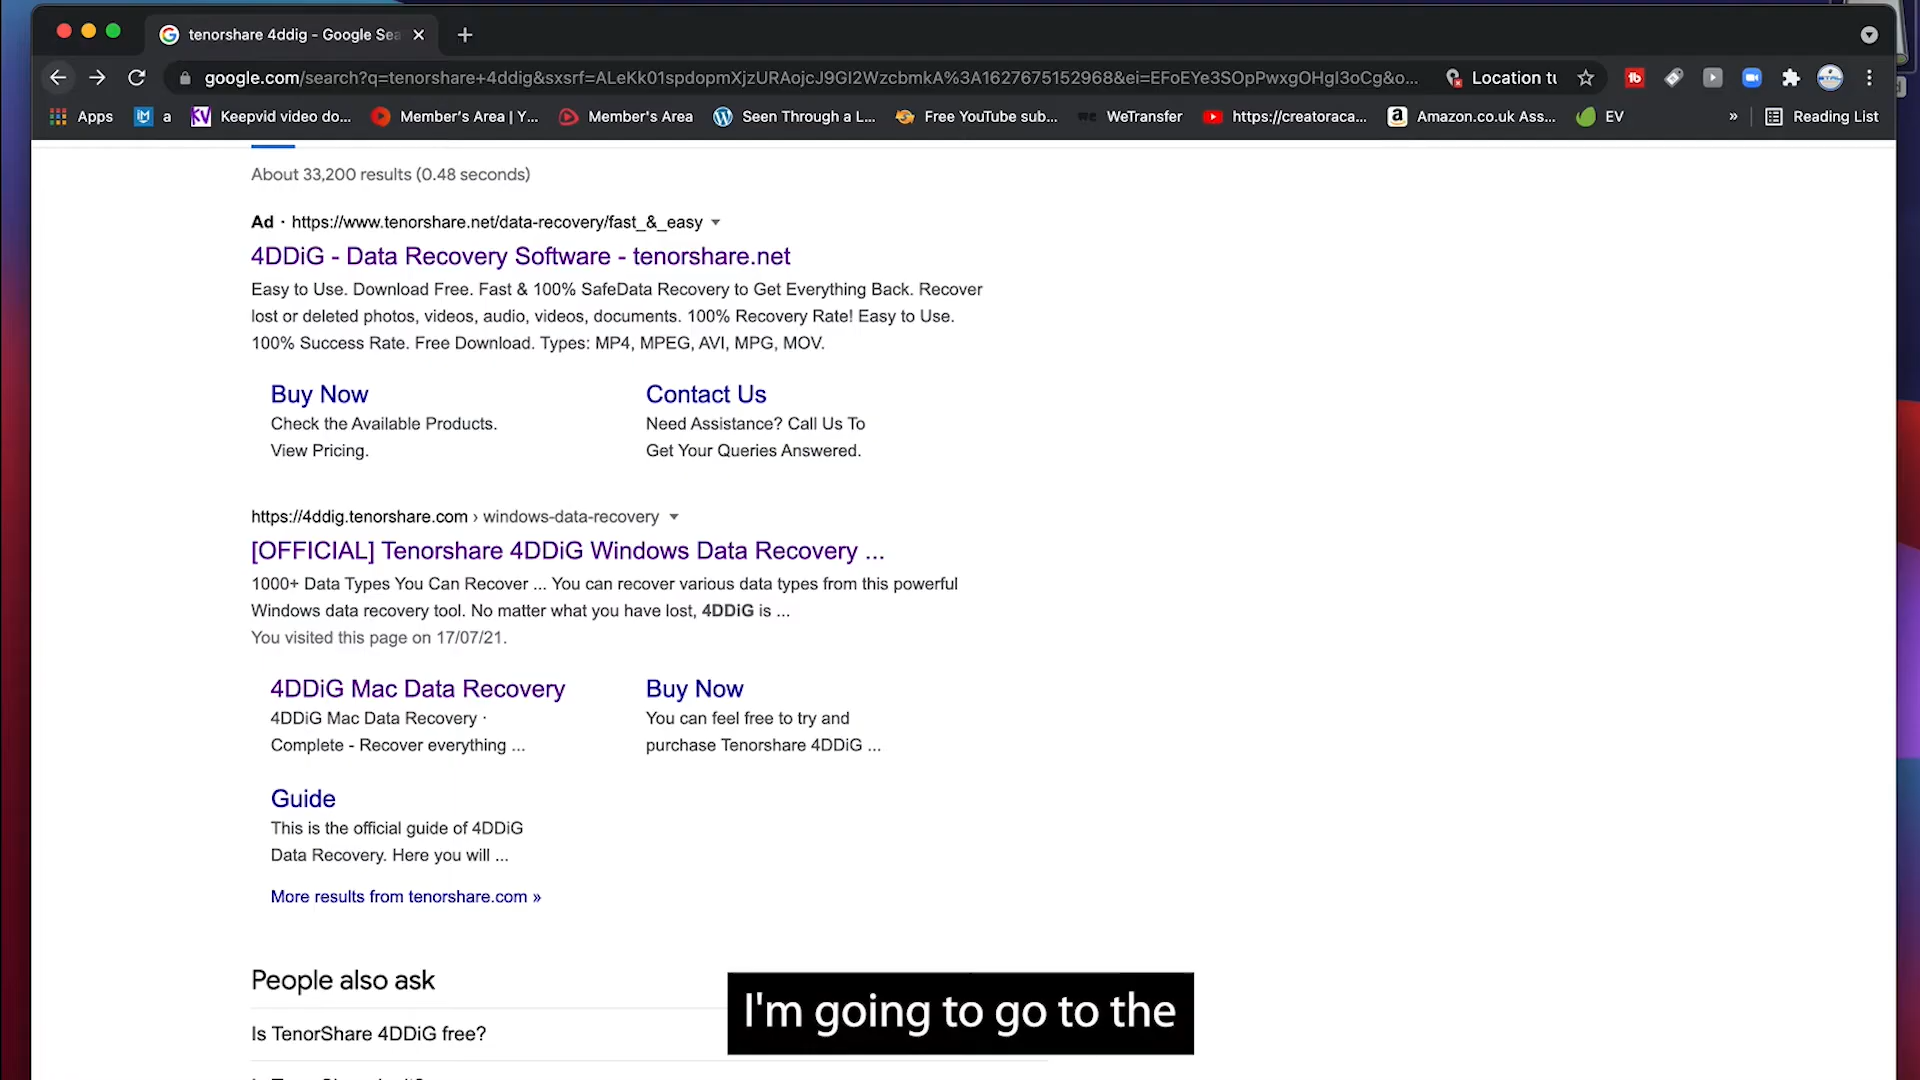 tenorshare 4ddig - Google Sea
google.com/search?q=tenorshare+4ddig&sxsrf=ALeKk01spdopmXjzURAojcJ9GI2WzcbmkA%3A1627675152968&ei=EFoEYe3SOpPwxgOHgI3oCg&o...
Location tu
Apps
a
Keepvid video do...
Member's Area | Y...
Member's Area
Seen Through a L...
Free YouTube sub...
WeTransfer
https://creatoraca...
Amazon.co.uk Ass...
EV
»
Reading List
About 33,200 results (0.48 seconds)
Ad · https://www.tenorshare.net/data-recovery/fast_&_easy
4DDiG - Data Recovery Software - tenorshare.net
Easy to Use. Download Free. Fast & 100% SafeData Recovery to Get Everything Back. Recover
lost or deleted photos, videos, audio, videos, documents. 100% Recovery Rate! Easy to Use.
100% Success Rate. Free Download. Types: MP4, MPEG, AVI, MPG, MOV.
Buy Now
Check the Available Products.
View Pricing.
Contact Us
Need Assistance? Call Us To
Get Your Queries Answered.
https://4ddig.tenorshare.com › windows-data-recovery
[OFFICIAL] Tenorshare 4DDiG Windows Data Recovery ...
1000+ Data Types You Can Recover ... You can recover various data types from this powerful
Windows data recovery tool. No matter what you have lost, 4DDiG is ...
You visited this page on 17/07/21.
4DDiG Mac Data Recovery
4DDiG Mac Data Recovery ·
Complete - Recover everything ...
Buy Now
You can feel free to try and
purchase Tenorshare 4DDiG ...
Guide
This is the official guide of 4DDiG
Data Recovery. Here you will ...
More results from tenorshare.com »
People also ask
Is TenorShare 4DDiG free?
I'm going to go to the